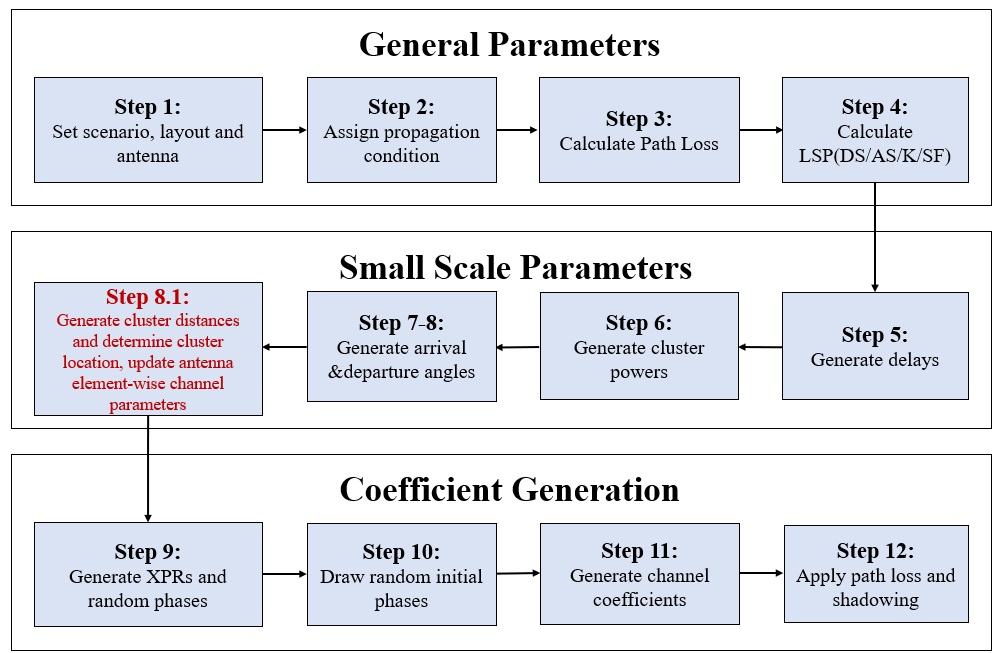 General Parameters
Step 1:
Set scenario, layout and
antenna
Step 2:
Assign propagation
condition
Step 3:
Calculate Path Loss
Step 4:
Calculate
LSP(DS/AS/K/SF)
Small Scale Parameters
Step 8.1:
Generate cluster distances
and determine cluster
location, update antenna
element-wise channel
parameters
Step 7-8:
Generate arrival
&departure angles
Step 6:
Generate cluster
powers
Step 5:
Generate delays
Coefficient Generation
Step 9:
Generate XPRs and
random phases
Step 10:
Draw random initial
phases
Step 11:
Generate channel
coefficients
Step 12:
Apply path loss and
shadowing